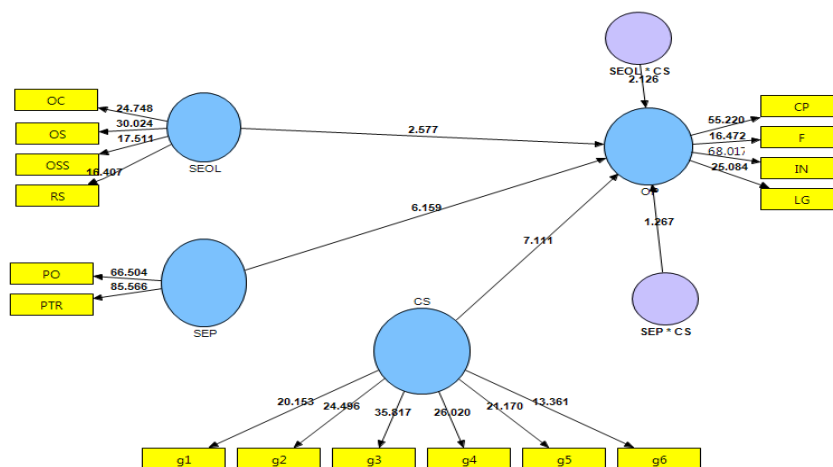 SEOL * CS
2.126
OC
24.748
OS
30.024
OSS
17.511
RS
16.407
SEOL
2.577
CP
55.220
F
16.472
IN
68.017
LG
25.084
PO
66.504
PTR
85.566
SEP
6.159
7.111
1.267
SEP * CS
CS
20.153
24.496
35.817
26.020
21.170
13.361
g1
g2
g3
g4
g5
g6